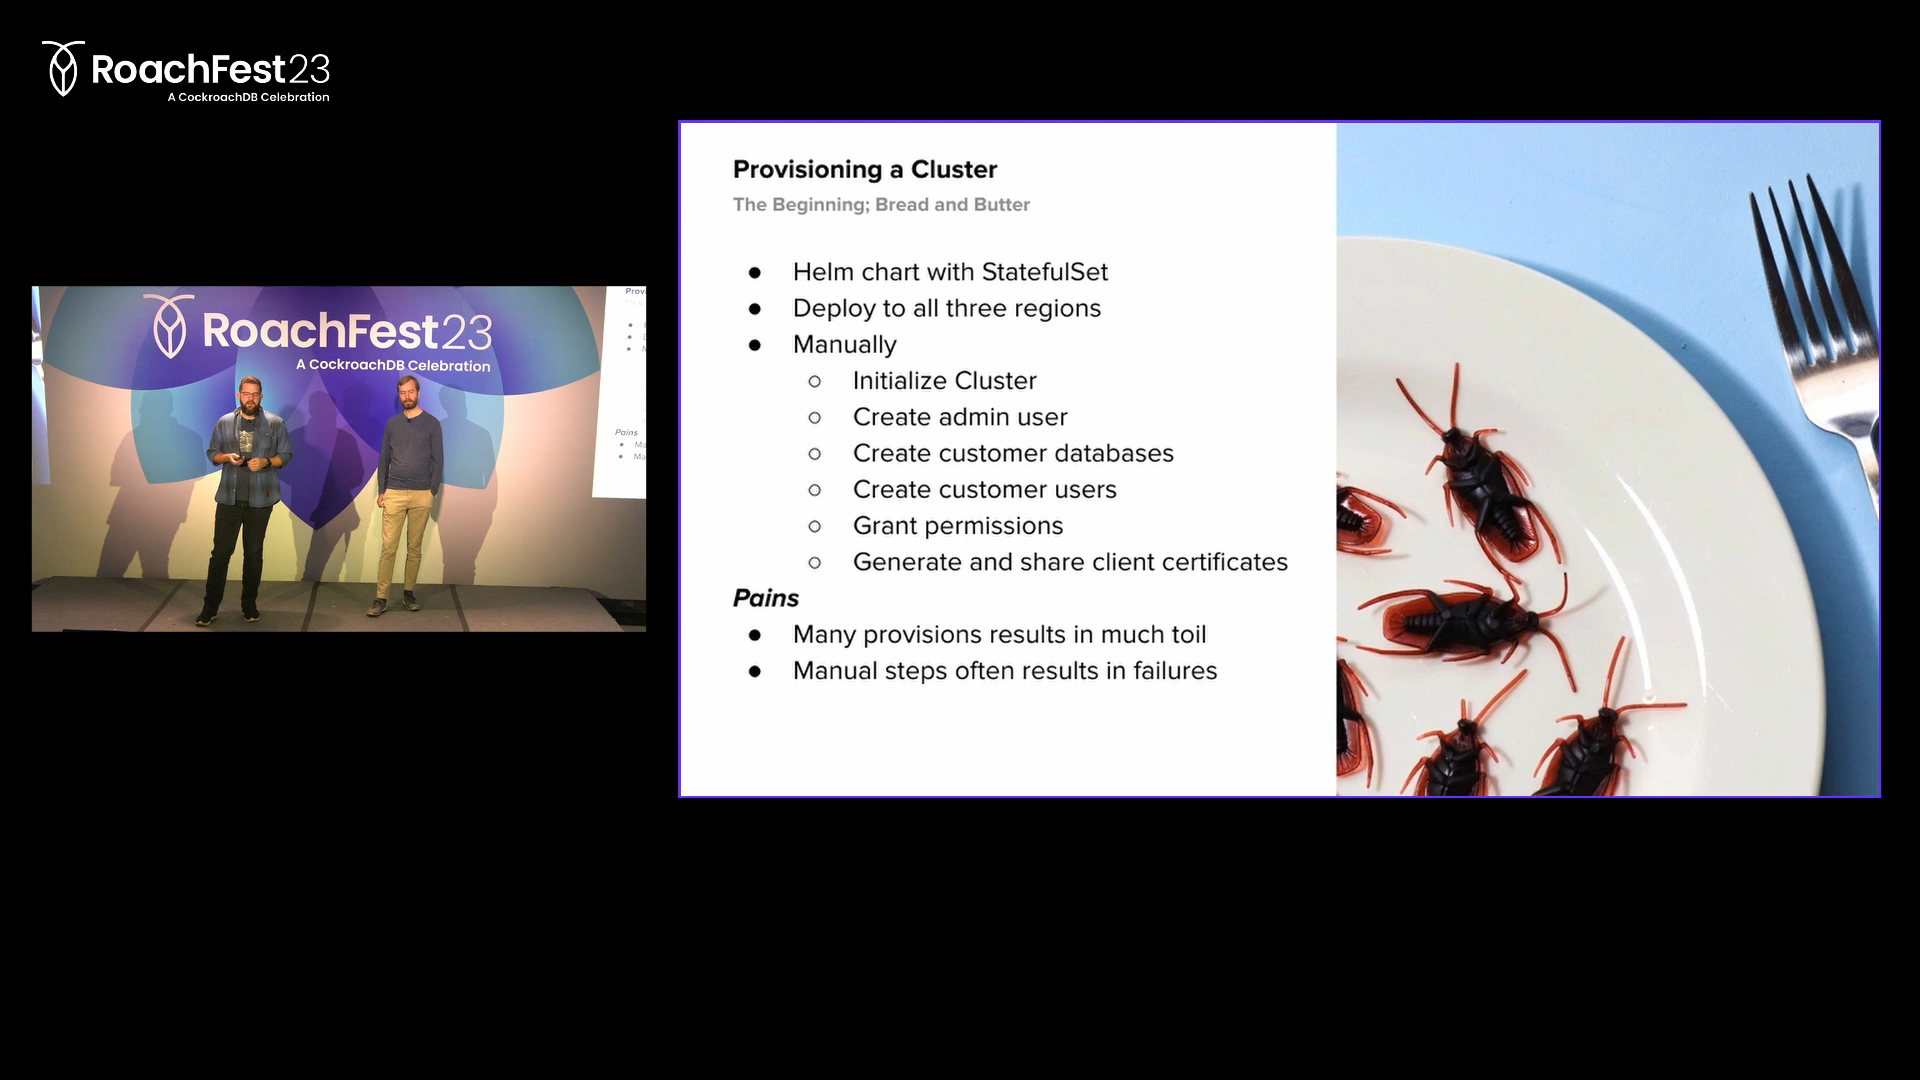 RoachFest23
A CockroachDB Celebration
RoachFest23
A CockroachDB Celebration
Pains
Provisioning a Cluster
The Beginning; Bread and Butter
● Helm chart with StatefulSet
● Deploy to all three regions
● Manually
○ Initialize Cluster
○ Create admin user
○ Create customer databases
○ Create customer users
○ Grant permissions
○ Generate and share client certificates
Pains
● Many provisions results in much toil
● Manual steps often results in failures